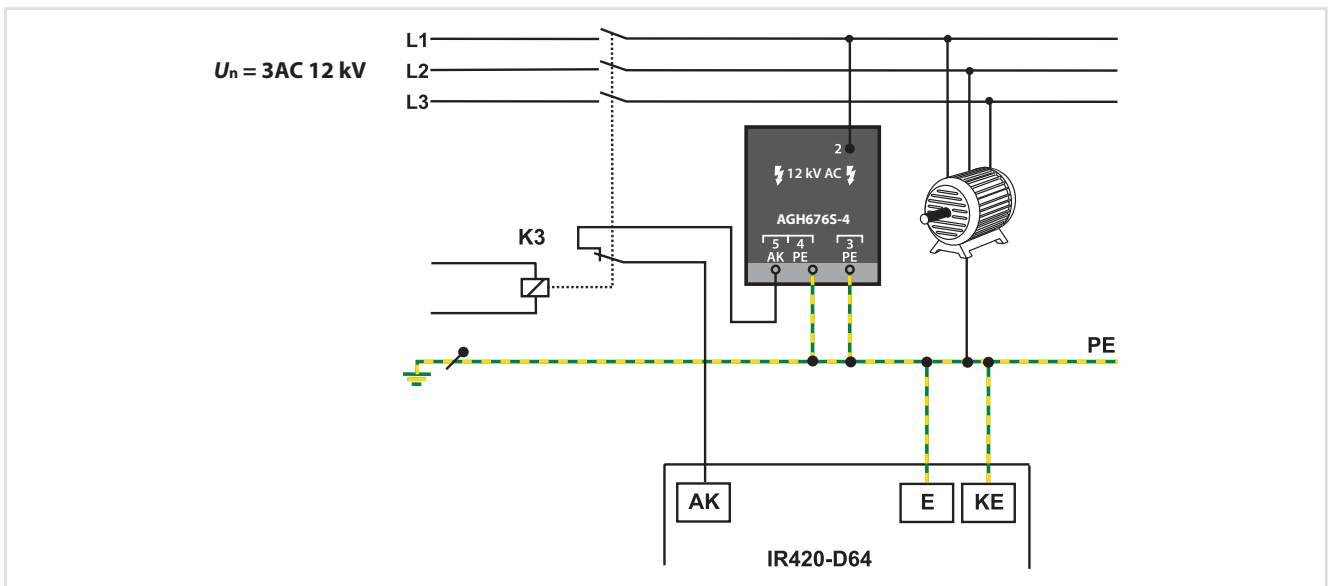 L1
Un = 3AC 12 kV
L2
L3
2
12 kV AC
AGH676S-4
K3
5 4 3
AK PE PE
PE
AK
E
KE
IR420-D64